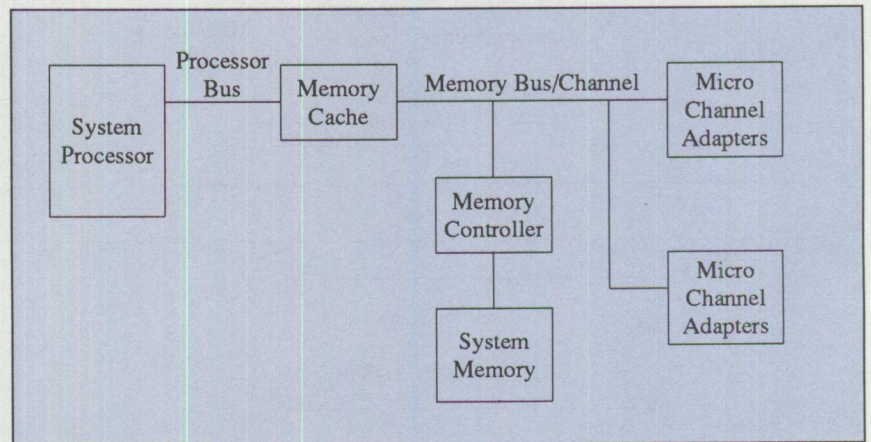 System
Processor
Processor
Bus
Memory
Cache
Memory Bus/Channel
Micro
Channel
Adapters
Memory
Controller
System
Memory
Micro
Channel
Adapters